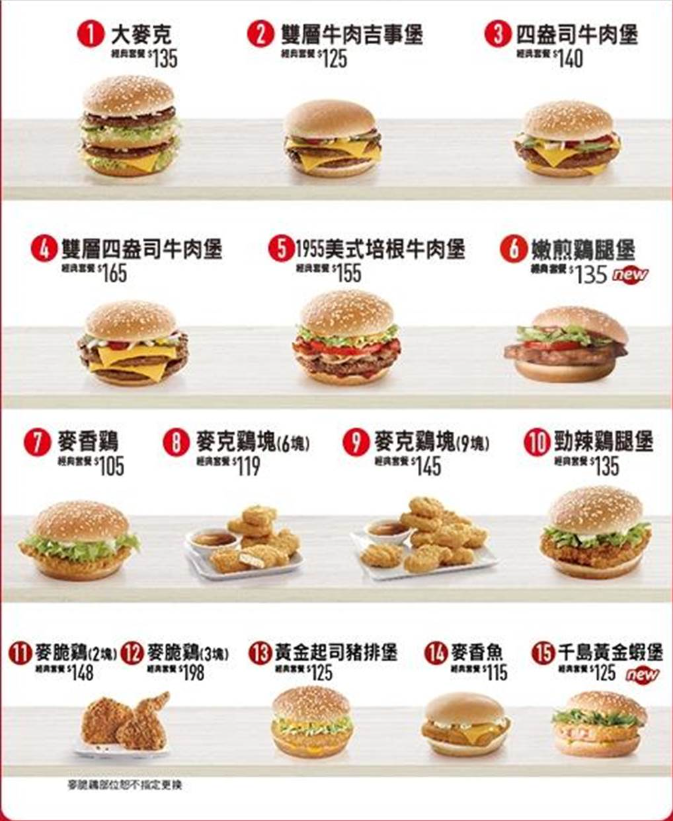 1 大麥克
經典套餐 $135
2 雙層牛肉吉事堡
經典套餐 $125
3 四盎司牛肉堡
經典套餐 $140
4 雙層四盎司牛肉堡
經典套餐 $165
5 1955美式培根牛肉堡
經典套餐 $155
6 嫩煎鷄腿堡
經典套餐 $135 new
7 麥香鷄
經典套餐 $105
8 麥克鷄塊(6塊)
經典套餐 $119
9 麥克鷄塊(9塊)
經典套餐 $145
10 勁辣鷄腿堡
經典套餐 $135
11 麥脆鷄(2塊)
經典套餐 $148
12 麥脆鷄(3塊)
經典套餐 $198
13 黃金起司豬排堡
經典套餐 $125
14 麥香魚
經典套餐 $115
15 千島黃金蝦堡
經典套餐 $125 new
麥脆鷄部位恕不指定更換